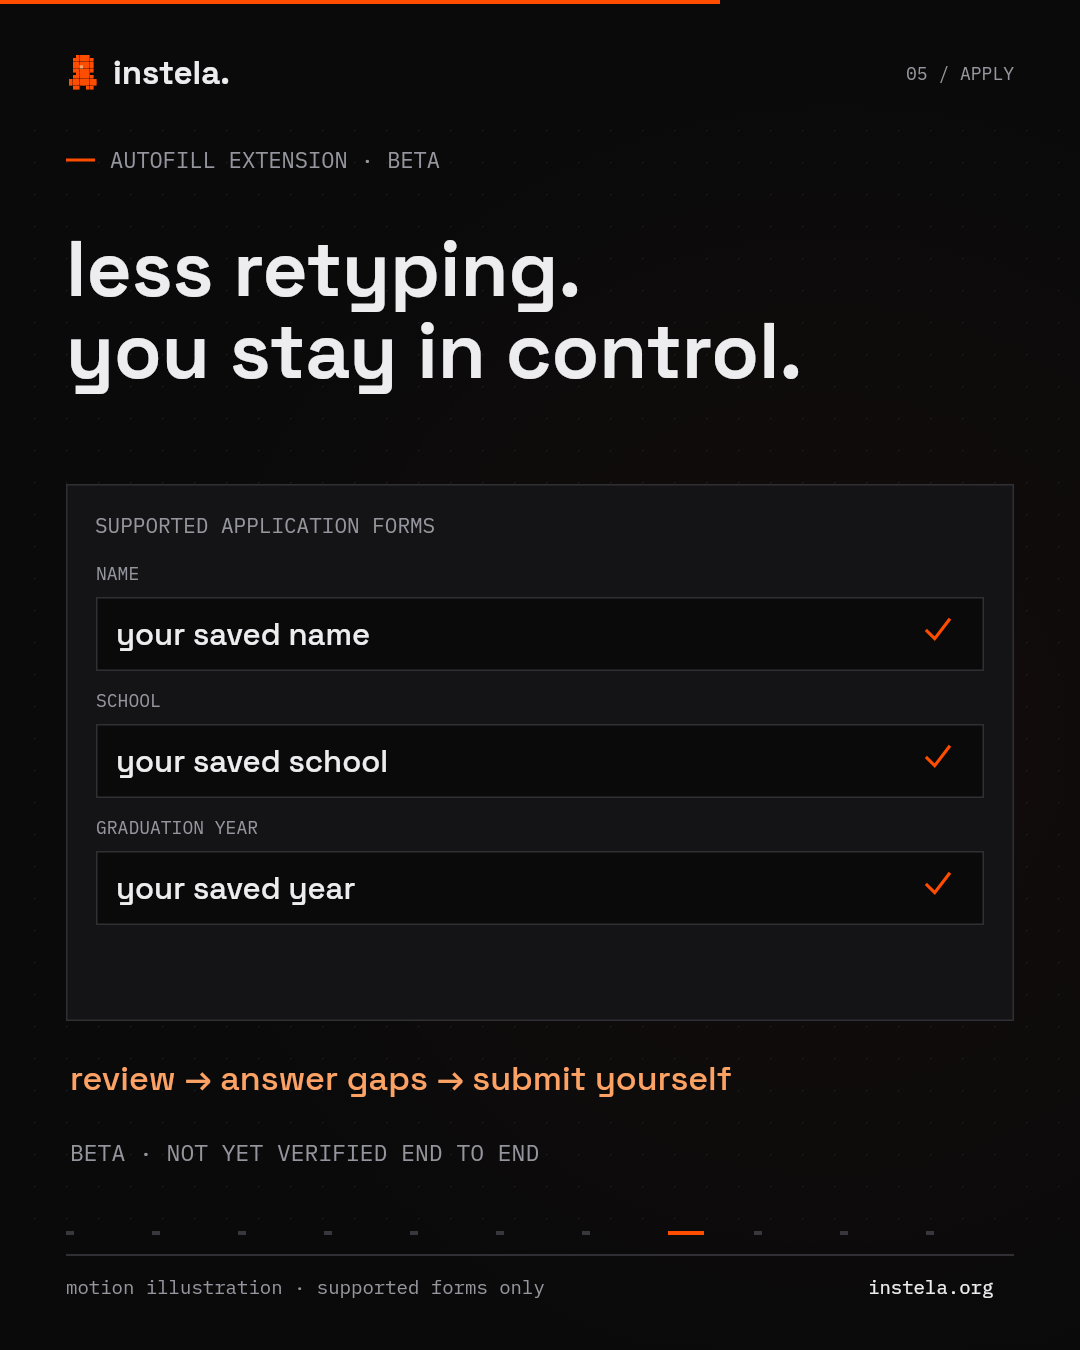 instela.
05 / APPLY
AUTOFILL EXTENSION · BETA
less retyping.
you stay in control.
SUPPORTED APPLICATION FORMS
NAME
your saved name
SCHOOL
your saved school
GRADUATION YEAR
your saved year
review → answer gaps → submit yourself
BETA · NOT YET VERIFIED END TO END
motion illustration · supported forms only
instela.org